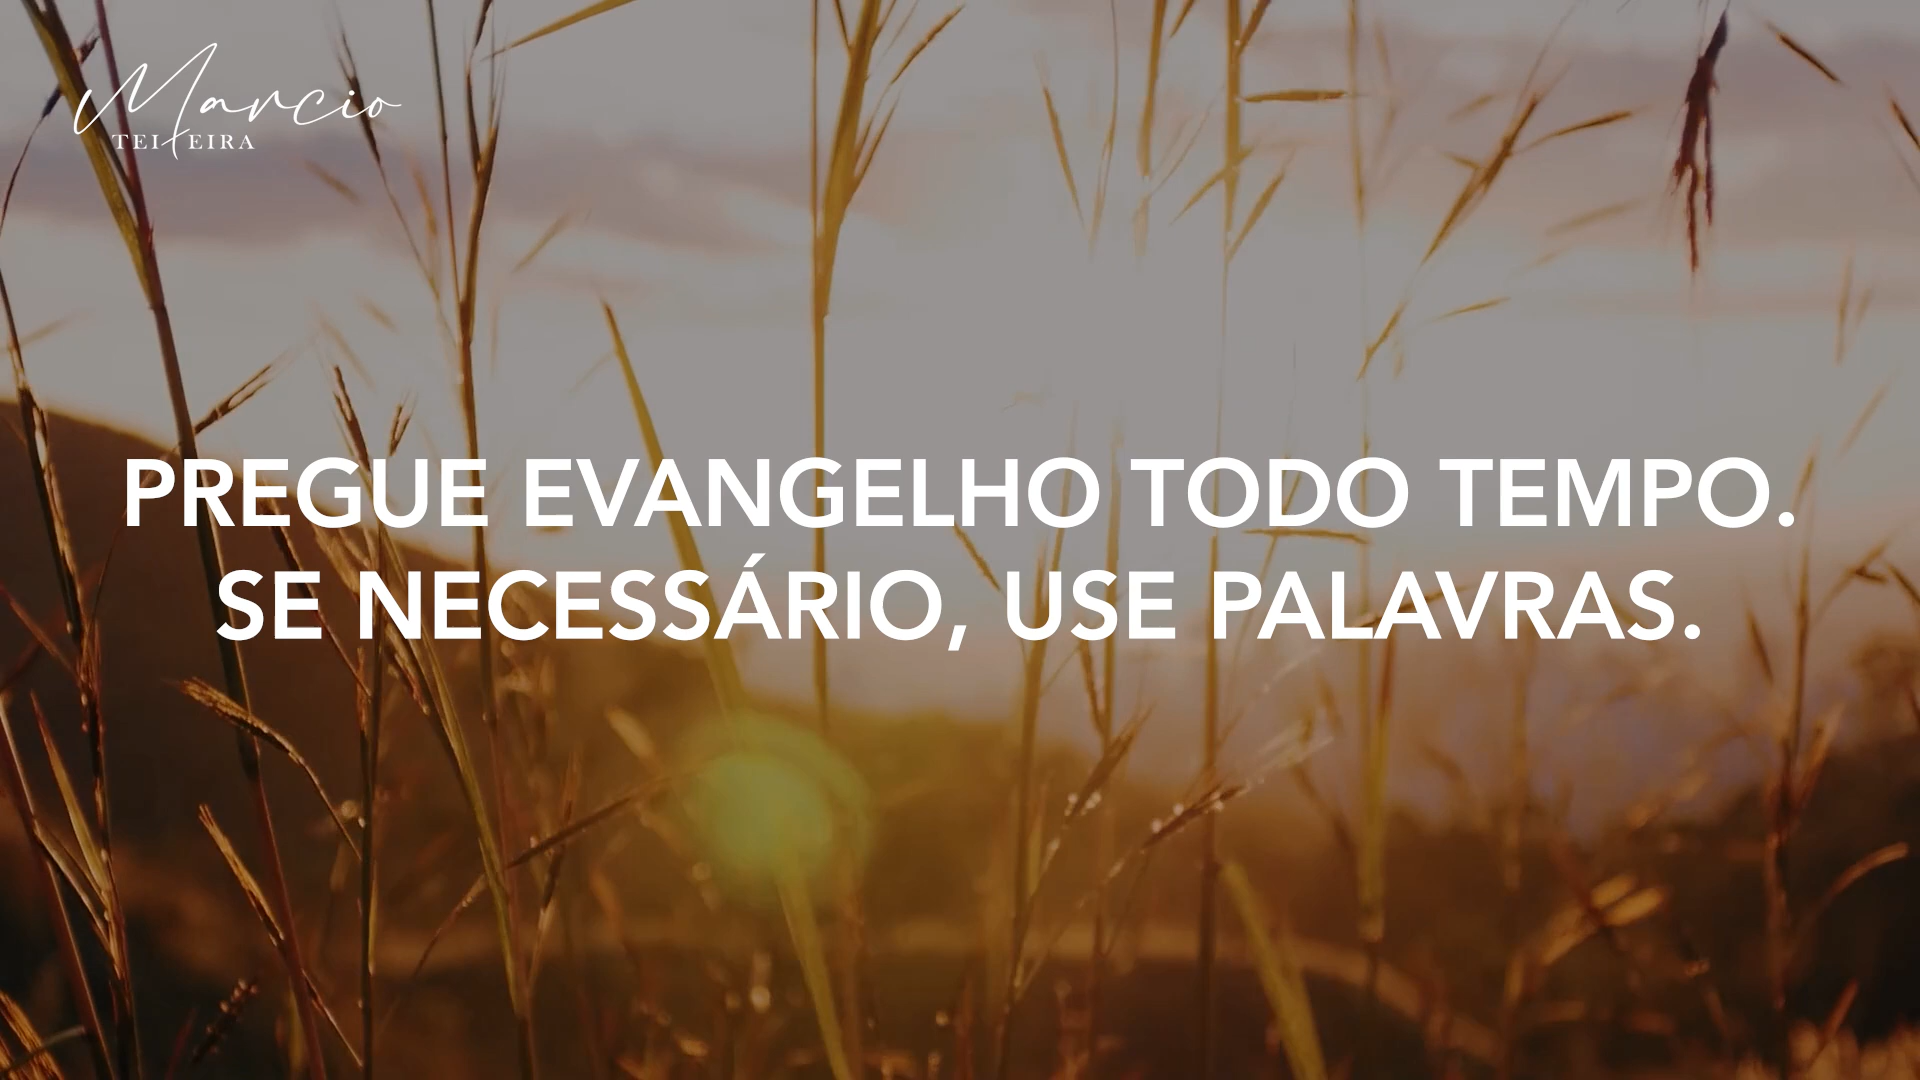 Marcio
TEIXEIRA
PREGUE EVANGELHO TODO TEMPO.
SE NECESSÁRIO, USE PALAVRAS.